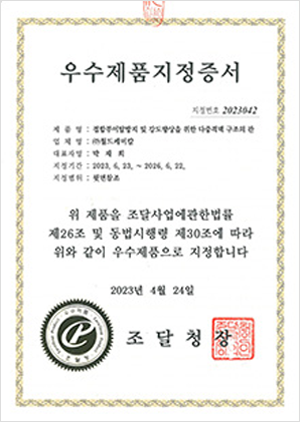 우수제품지정증서
지정번호 2023042
제 품 명 : 접합부이탈방지 및 강도향상을 위한 다중격벽 구조의 관
업 체 명 : (주)월드케미칼
대표자명 : 박 재 희
지정기간 : 2023. 6. 23. ~ 2026. 6. 22.
지정범위 : 뒷면참조
위 제품을 조달사업에관한법률
제26조 및 동법시행령 제30조에 따라
위와 같이 우수제품으로 지정합니다
2023년 4월 24일
조 달 청 장